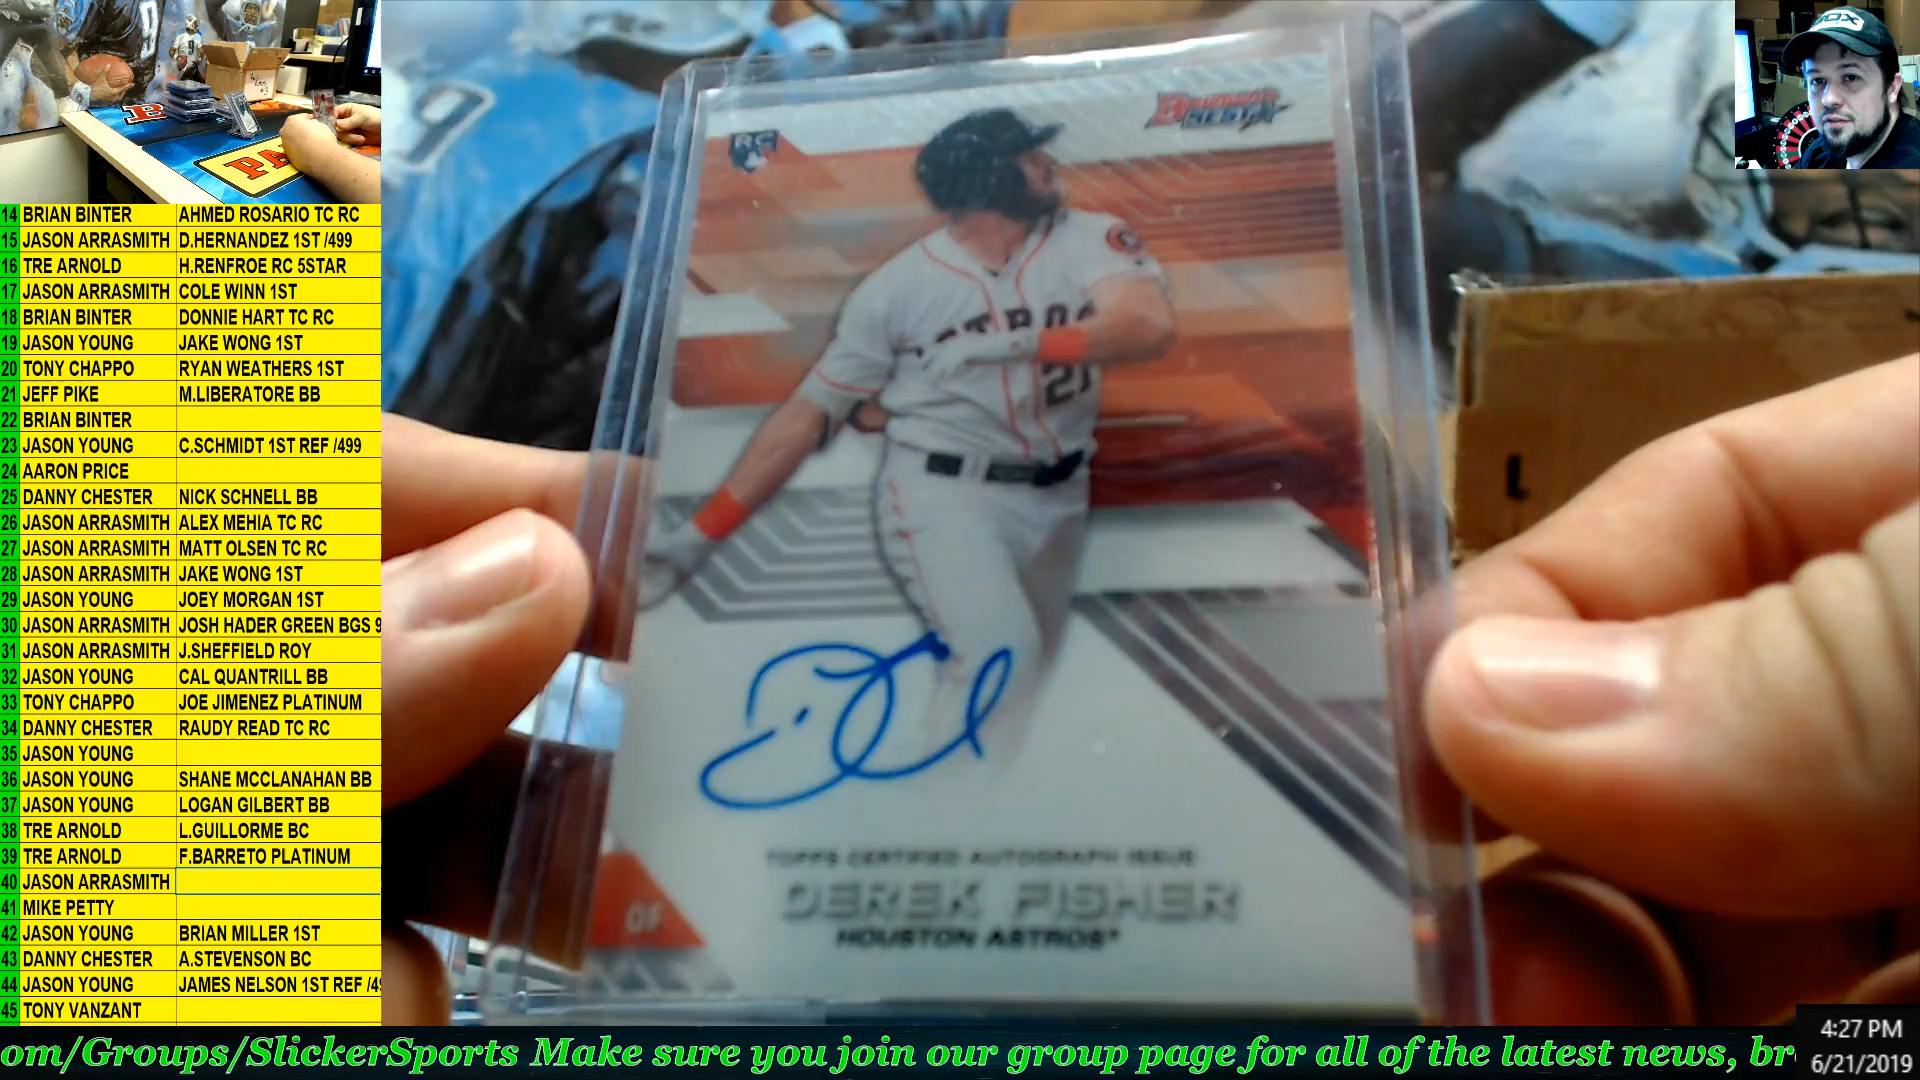 14 BRIAN BINTER AHMED ROSARIO TC RC
15 JASON ARRASMITH D.HERNANDEZ 1ST /499
16 TRE ARNOLD H.RENFROE RC 5STAR
17 JASON ARRASMITH COLE WINN 1ST
18 BRIAN BINTER DONNIE HART TC RC
19 JASON YOUNG JAKE WONG 1ST
20 TONY CHAPPO RYAN WEATHERS 1ST
21 JEFF PIKE M.LIBERATORE BB
22 BRIAN BINTER
23 JASON YOUNG C.SCHMIDT 1ST REF /499
24 AARON PRICE
25 DANNY CHESTER NICK SCHNELL BB
26 JASON ARRASMITH ALEX MEHIA TC RC
27 JASON ARRASMITH MATT OLSEN TC RC
28 JASON ARRASMITH JAKE WONG 1ST
29 JASON YOUNG JOEY MORGAN 1ST
30 JASON ARRASMITH JOSH HADER GREEN BGS 9
31 JASON ARRASMITH J.SHEFFIELD ROY
32 JASON YOUNG CAL QUANTRILL BB
33 TONY CHAPPO JOE JIMENEZ PLATINUM
34 DANNY CHESTER RAUDY READ TC RC
35 JASON YOUNG
36 JASON YOUNG SHANE MCCLANAHAN BB
37 JASON YOUNG LOGAN GILBERT BB
38 TRE ARNOLD L.GUILLORME BC
39 TRE ARNOLD F.BARRETO PLATINUM
40 JASON ARRASMITH
41 MIKE PETTY
42 JASON YOUNG BRIAN MILLER 1ST
43 DANNY CHESTER A.STEVENSON BC
44 JASON YOUNG JAMES NELSON 1ST REF /4
45 TONY VANZANT
RC
BOWMAN'S
BEST
21
TOPPS CERTIFIED AUTOGRAPH ISSUE
DEREK FISHER
OF
HOUSTON ASTROS®
om/Groups/SlickerSports Make sure you join our group page for all of the latest news, br
4:27 PM
6/21/2019